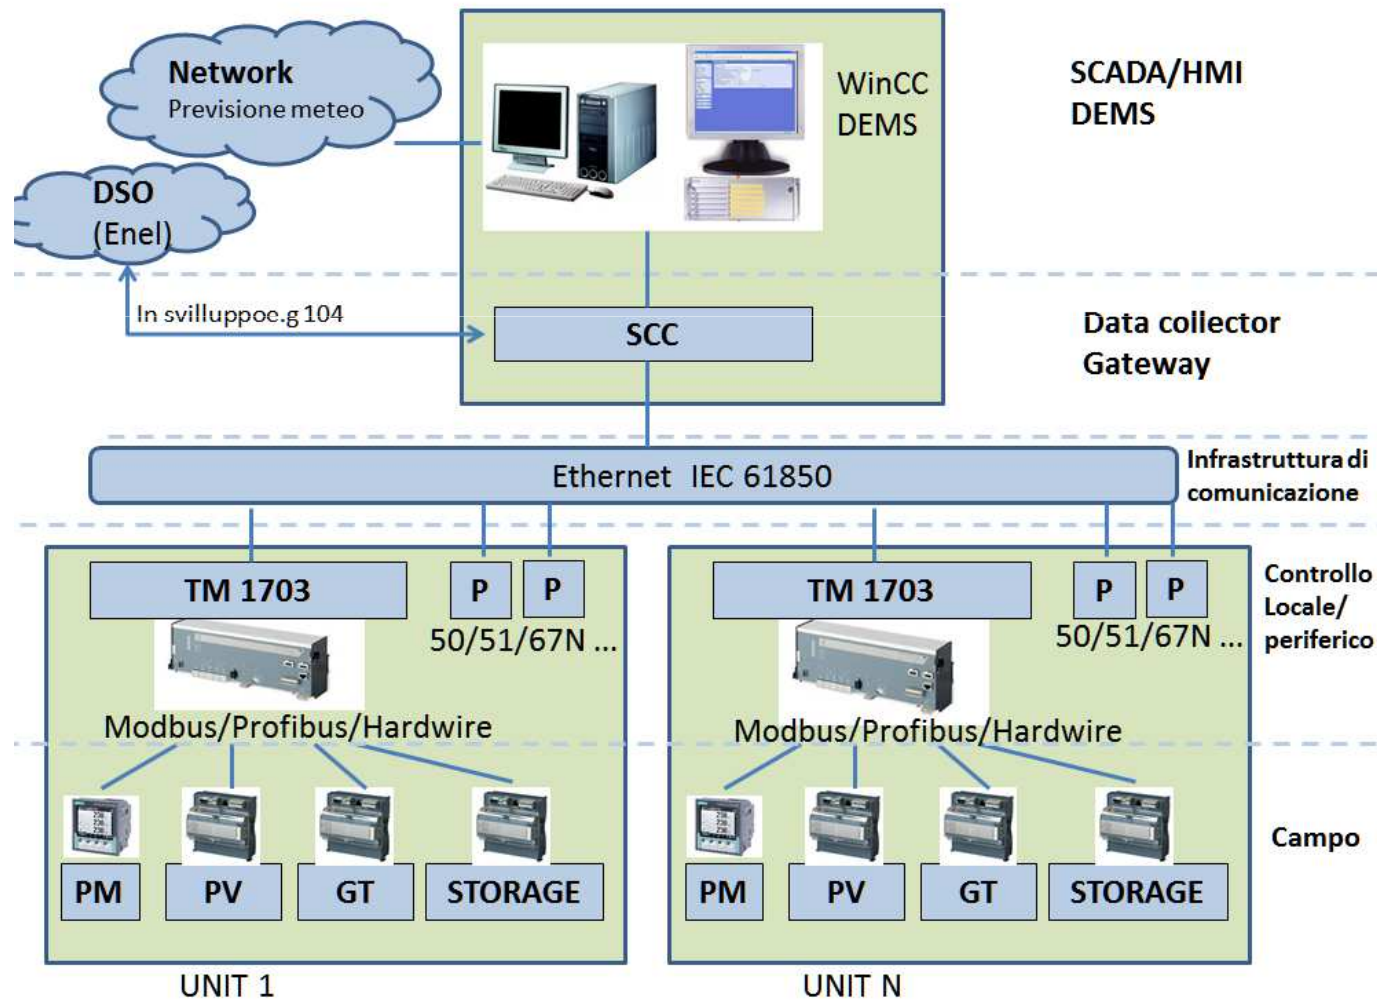 Network
Previsione meteo
WinCC
DEMS
SCADA/HMI
DEMS
DSO
(Enel)
In svilluppoe.g 104
SCC
Data collector
Gateway
Ethernet IEC 61850
Infrastruttura di
comunicazione
TM 1703
P
P
50/51/67N ...
TM 1703
P
P
50/51/67N ...
Controllo
Locale/
periferico
Modbus/Profibus/Hardwire
Modbus/Profibus/Hardwire
PM
PV
GT
STORAGE
PM
PV
GT
STORAGE
Campo
UNIT 1
UNIT N